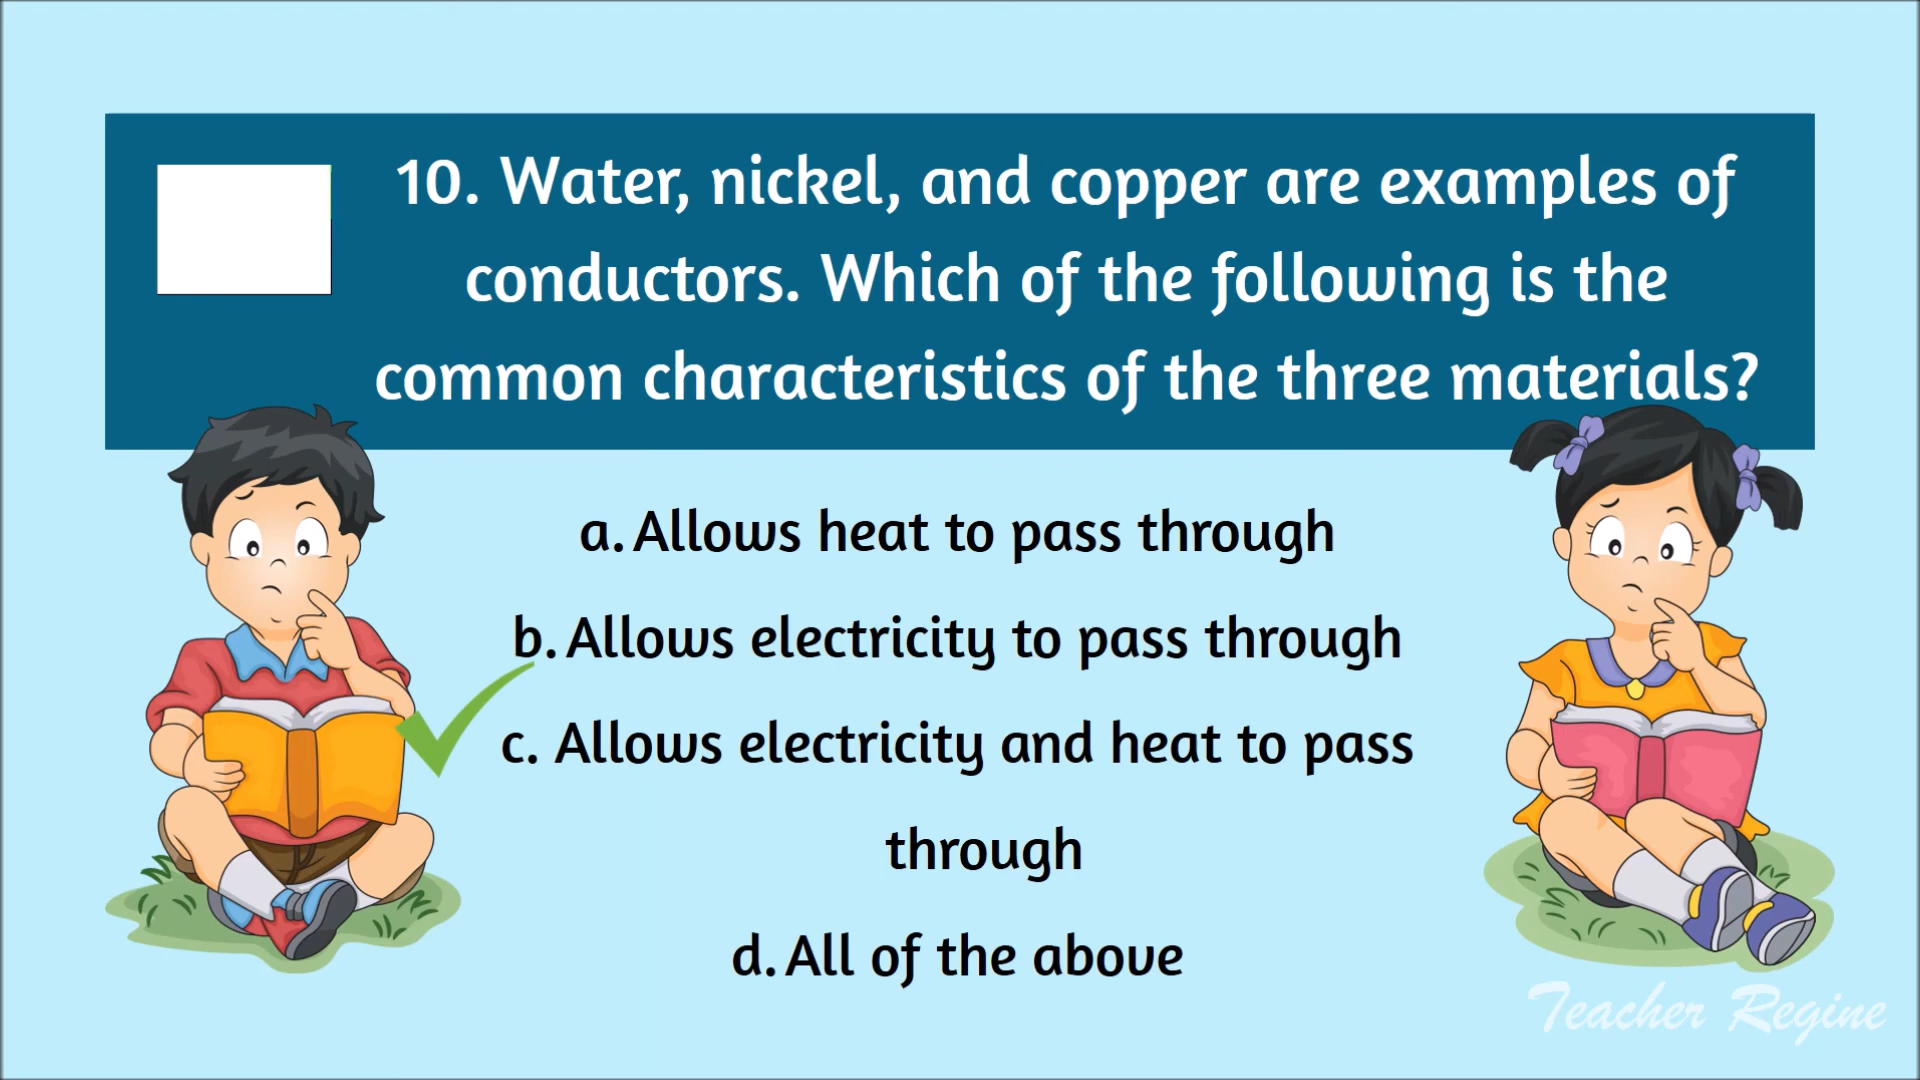 10. Water, nickel, and copper are examples of
conductors. Which of the following is the
common characteristics of the three materials?
a. Allows heat to pass through
b. Allows electricity to pass through
c. Allows electricity and heat to pass
through
d. All of the above
Teacher Regine